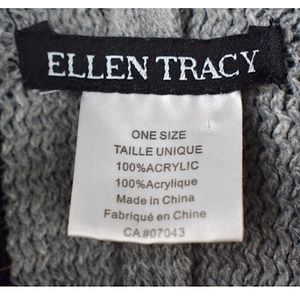 ELLEN TRACY
ONE SIZE
TAILLE UNIQUE
100%ACRYLIC
100%Acrylique
Made in China
Fabriqué en Chine
CA#07043